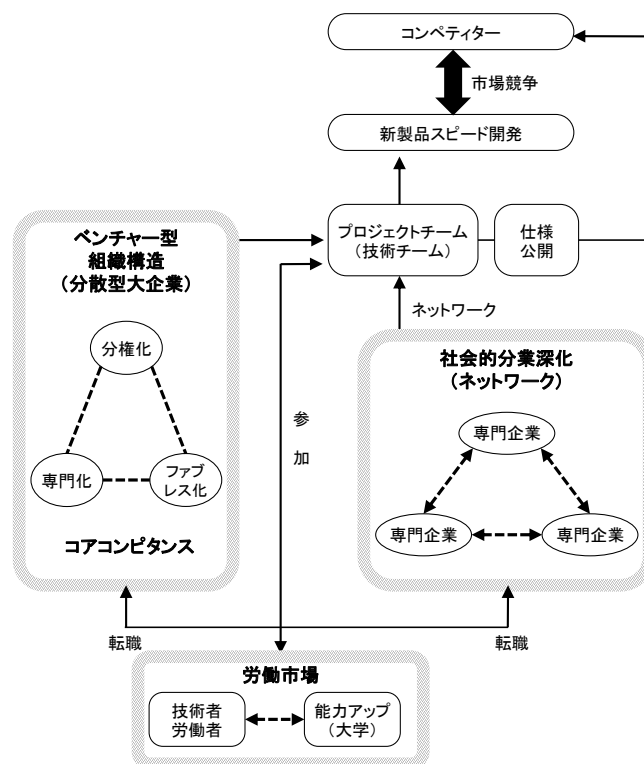 コンペティター
市場競争
新製品スピード開発
ベンチャー型
組織構造
(分散型大企業)
プロジェクトチーム
(技術チーム)
仕様
公開
ネットワーク
分権化
専門化
ファブ
レス化
コアコンピタンス
参
加
社会的分業深化
(ネットワーク)
専門企業
専門企業
専門企業
転職
転職
労働市場
技術者
労働者
能力アップ
(大学)